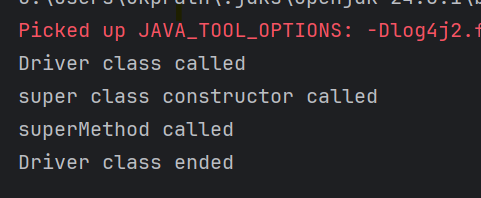 Picked up JAVA_TOOL_OPTIONS: -Dlog4j2.f
Driver class called
super class constructor called
superMethod called
Driver class ended